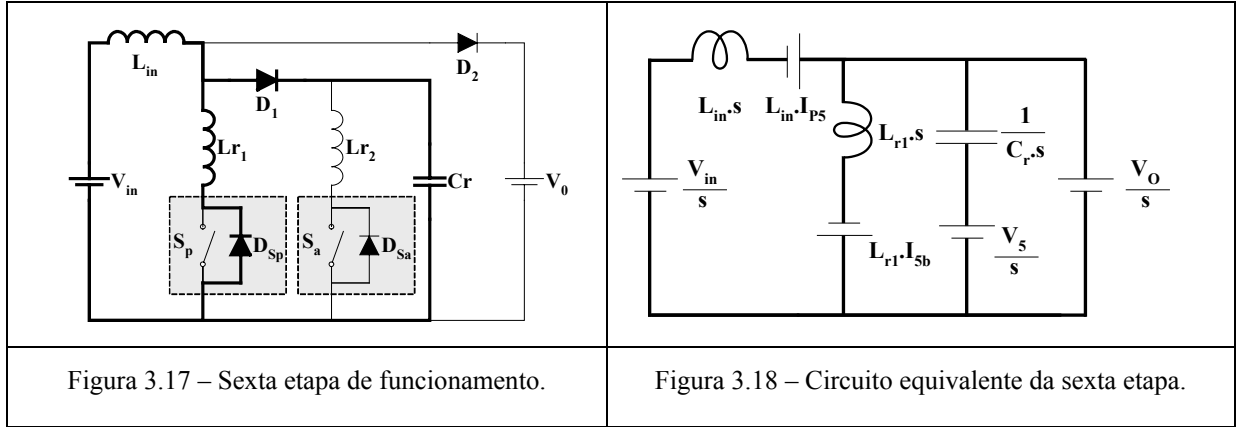 L_in
D_2
D_1
Lr_1
Lr_2
V_in
Cr
V_0
S_p
D_Sp
S_a
D_Sa
L_in.s
L_in.I_P5
L_r1.s
1
C_r.s
V_in
s
V_O
s
V_5
s
L_r1.I_5b
Figura 3.17 – Sexta etapa de funcionamento.
Figura 3.18 – Circuito equivalente da sexta etapa.